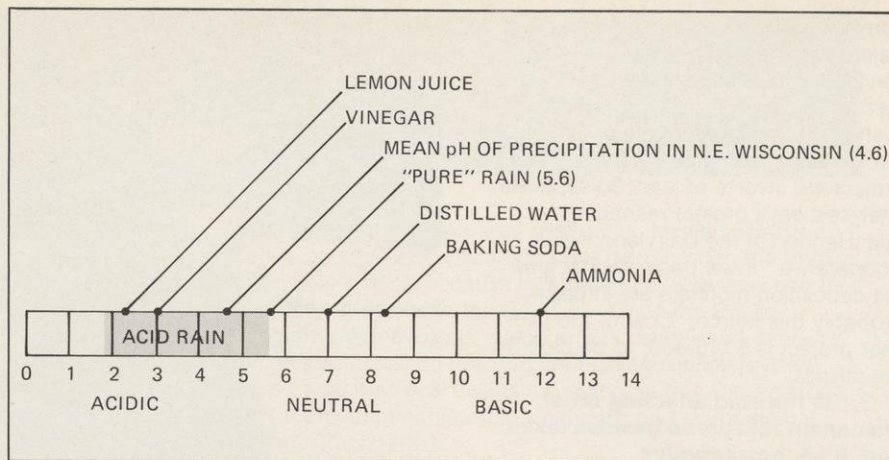 LEMON JUICE
VINEGAR
MEAN pH OF PRECIPITATION IN N.E. WISCONSIN (4.6)
"PURE" RAIN (5.6)
DISTILLED WATER
BAKING SODA
AMMONIA
ACID RAIN
0 1 2 3 4 5 6 7 8 9 10 11 12 13 14
ACIDIC NEUTRAL BASIC